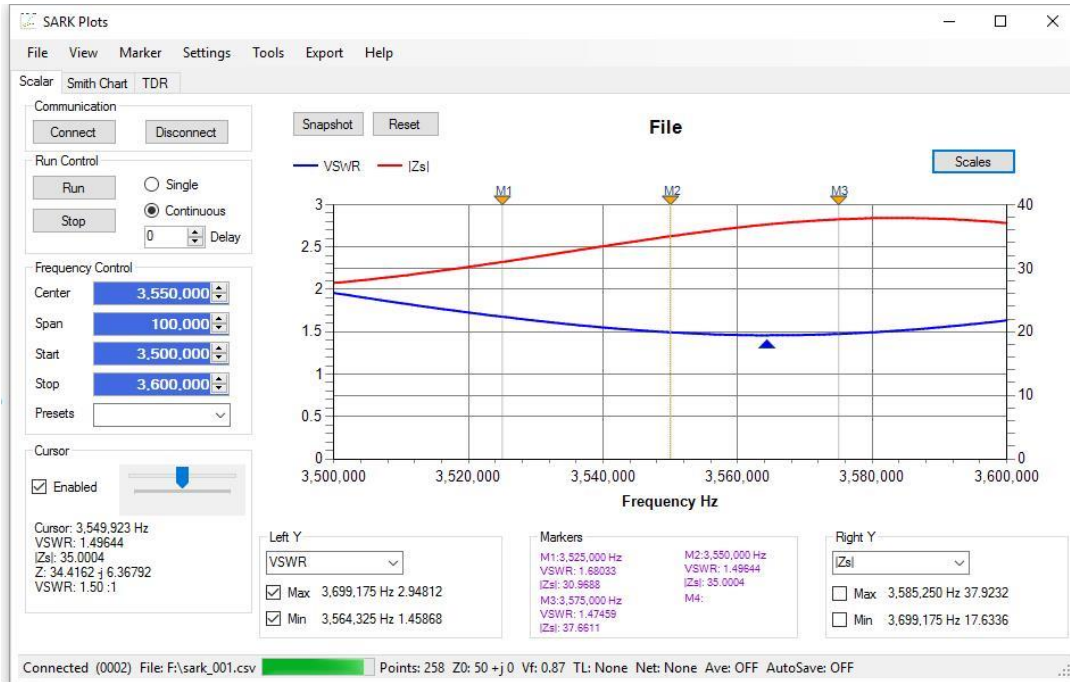 SARK Plots
File View Marker Settings Tools Export Help
Scalar Smith Chart TDR
Communication
Connect Disconnect
Run Control
Run Single
Stop Continuous
0 Delay
Frequency Control
Center 3,550,000
Span 100,000
Start 3,500,000
Stop 3,600,000
Presets
Cursor
Enabled
Cursor: 3,549,923 Hz
VSWR: 1.49644
|Zs|: 35.0004
Z: 34.4162 -j 6.36792
VSWR: 1.50 :1
Snapshot Reset
File
VSWR |Zs|
Scales
M1 M2 M3
3 40
2.5
30
2
1.5 20
1
10
0.5
0 0
3,500,000 3,520,000 3,540,000 3,560,000 3,580,000 3,600,000
Frequency Hz
Left Y
VSWR
Max 3,699,175 Hz 2.94812
Min 3,564,325 Hz 1.45868
Markers
M1:3,525,000 Hz
VSWR: 1.68033
|Zs|: 30.9688
M3:3,575,000 Hz
VSWR: 1.47459
|Zs|: 37.6611
M2:3,550,000 Hz
VSWR: 1.49644
|Zs|: 35.0004
M4:
Right Y
|Zs|
Max 3,585,250 Hz 37.9232
Min 3,699,175 Hz 17.6336
Connected (0002) File: F:\sark_001.csv Points: 258 Z0: 50 +j 0 Vf: 0.87 TL: None Net: None Ave: OFF AutoSave: OFF